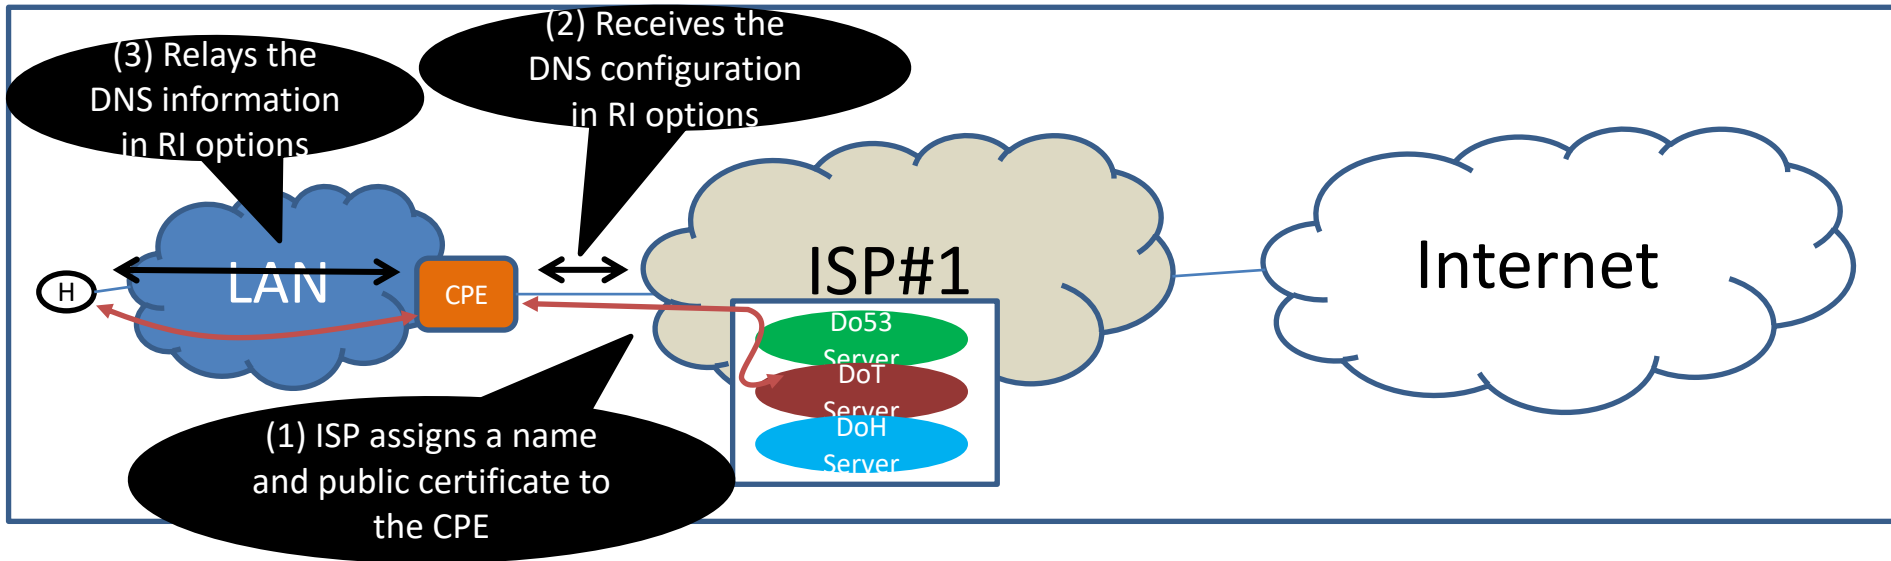 (3) Relays the
DNS information
in RI options
(2) Receives the
DNS configuration
in RI options
H
LAN
CPE
ISP#1
Internet
Do53
Server
DoT
Server
DoH
Server
(1) ISP assigns a name
and public certificate to
the CPE